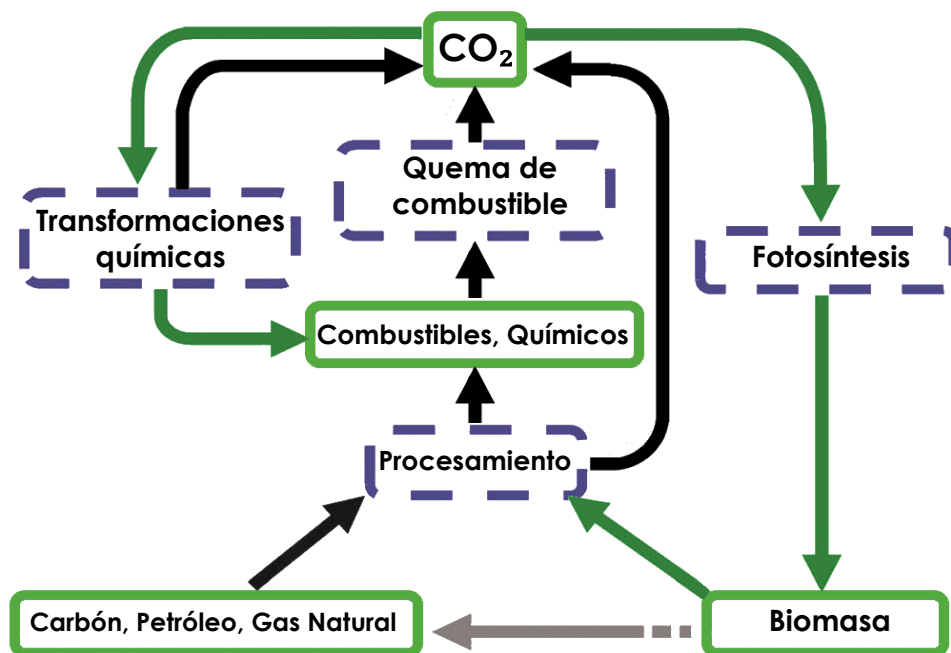 CO₂
Quema de
combustible
Transformaciones
químicas
Fotosíntesis
Combustibles, Químicos
Procesamiento
Carbón, Petróleo, Gas Natural
Biomasa